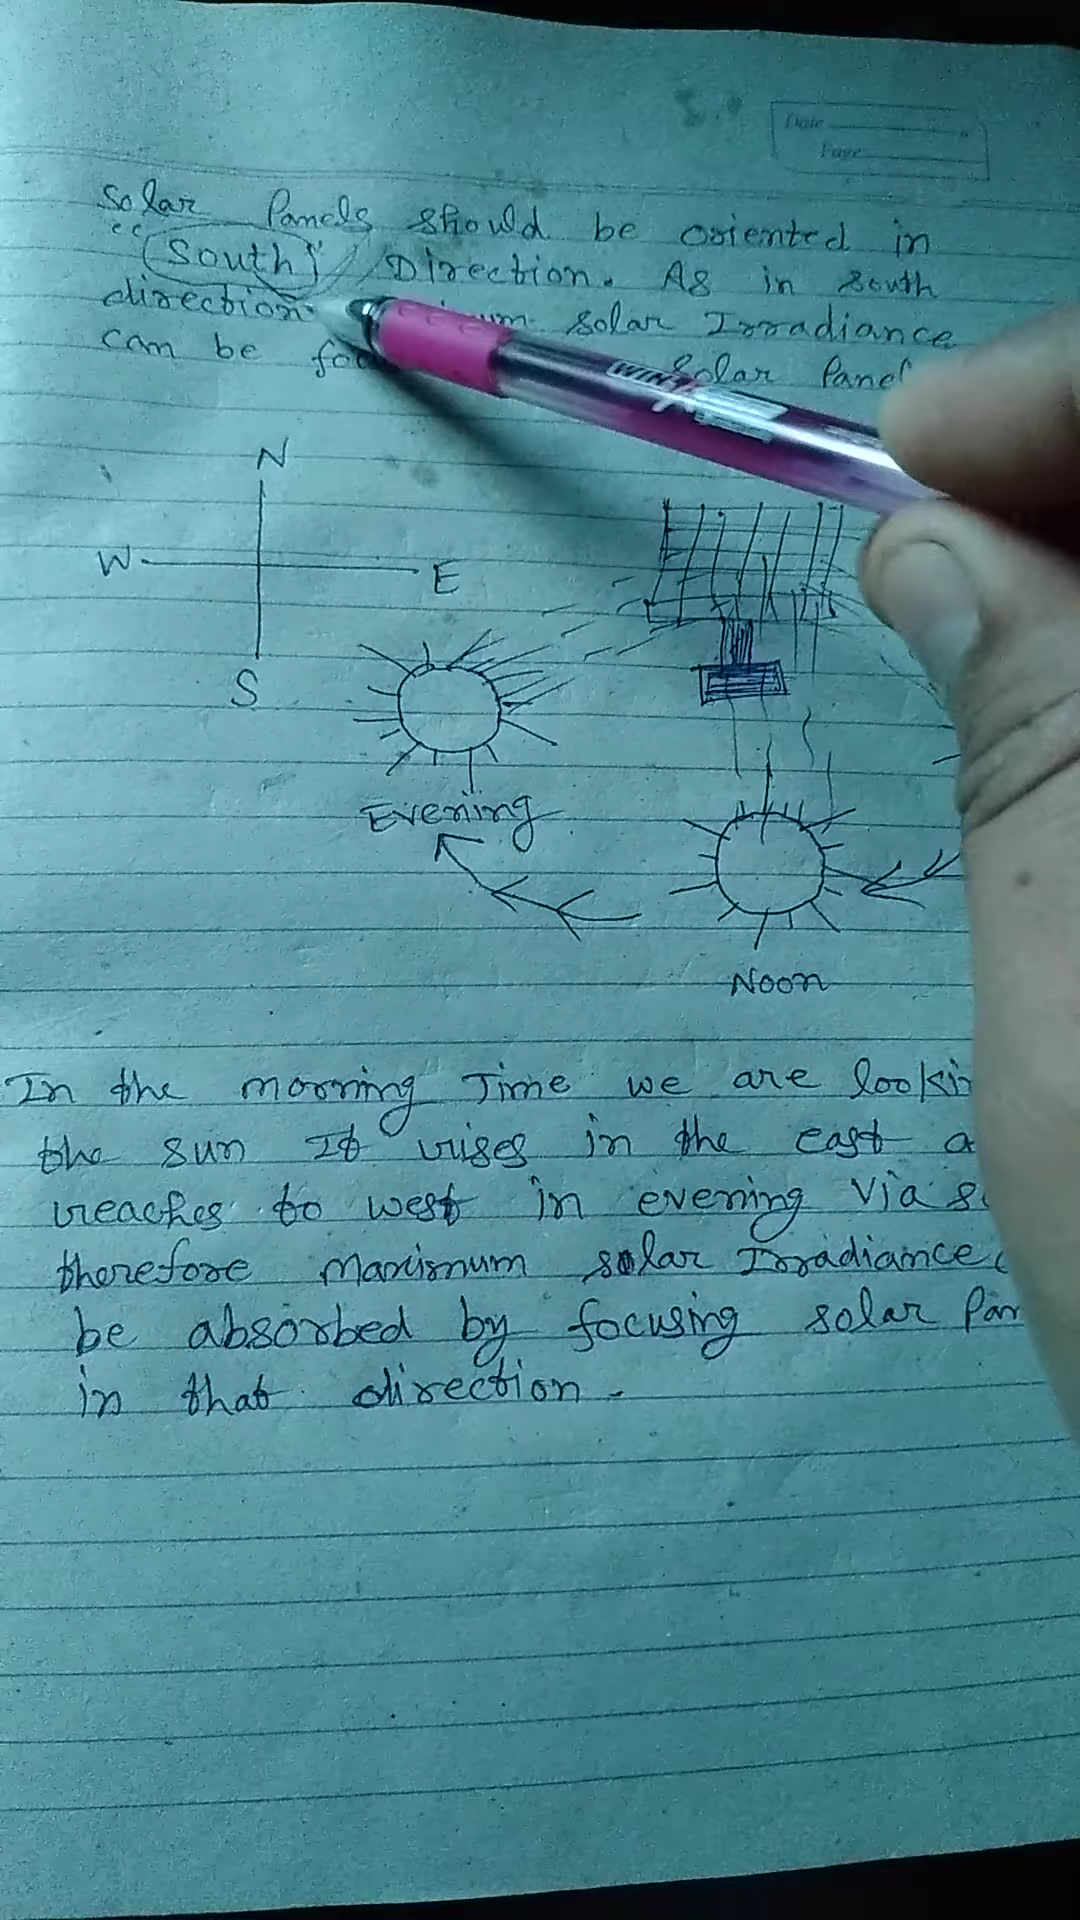 Date
Page
Solar Panels should be oriented in
"South" Direction. As in south
direction solar Irradiance
can be Solar Panel
N
W E
S
Evening
Noon
In the morning Time we are
the sun It rises in the east
reaches to west in evening via
therefore maximum solar Irradiance
be absorbed by focusing solar
in that direction.